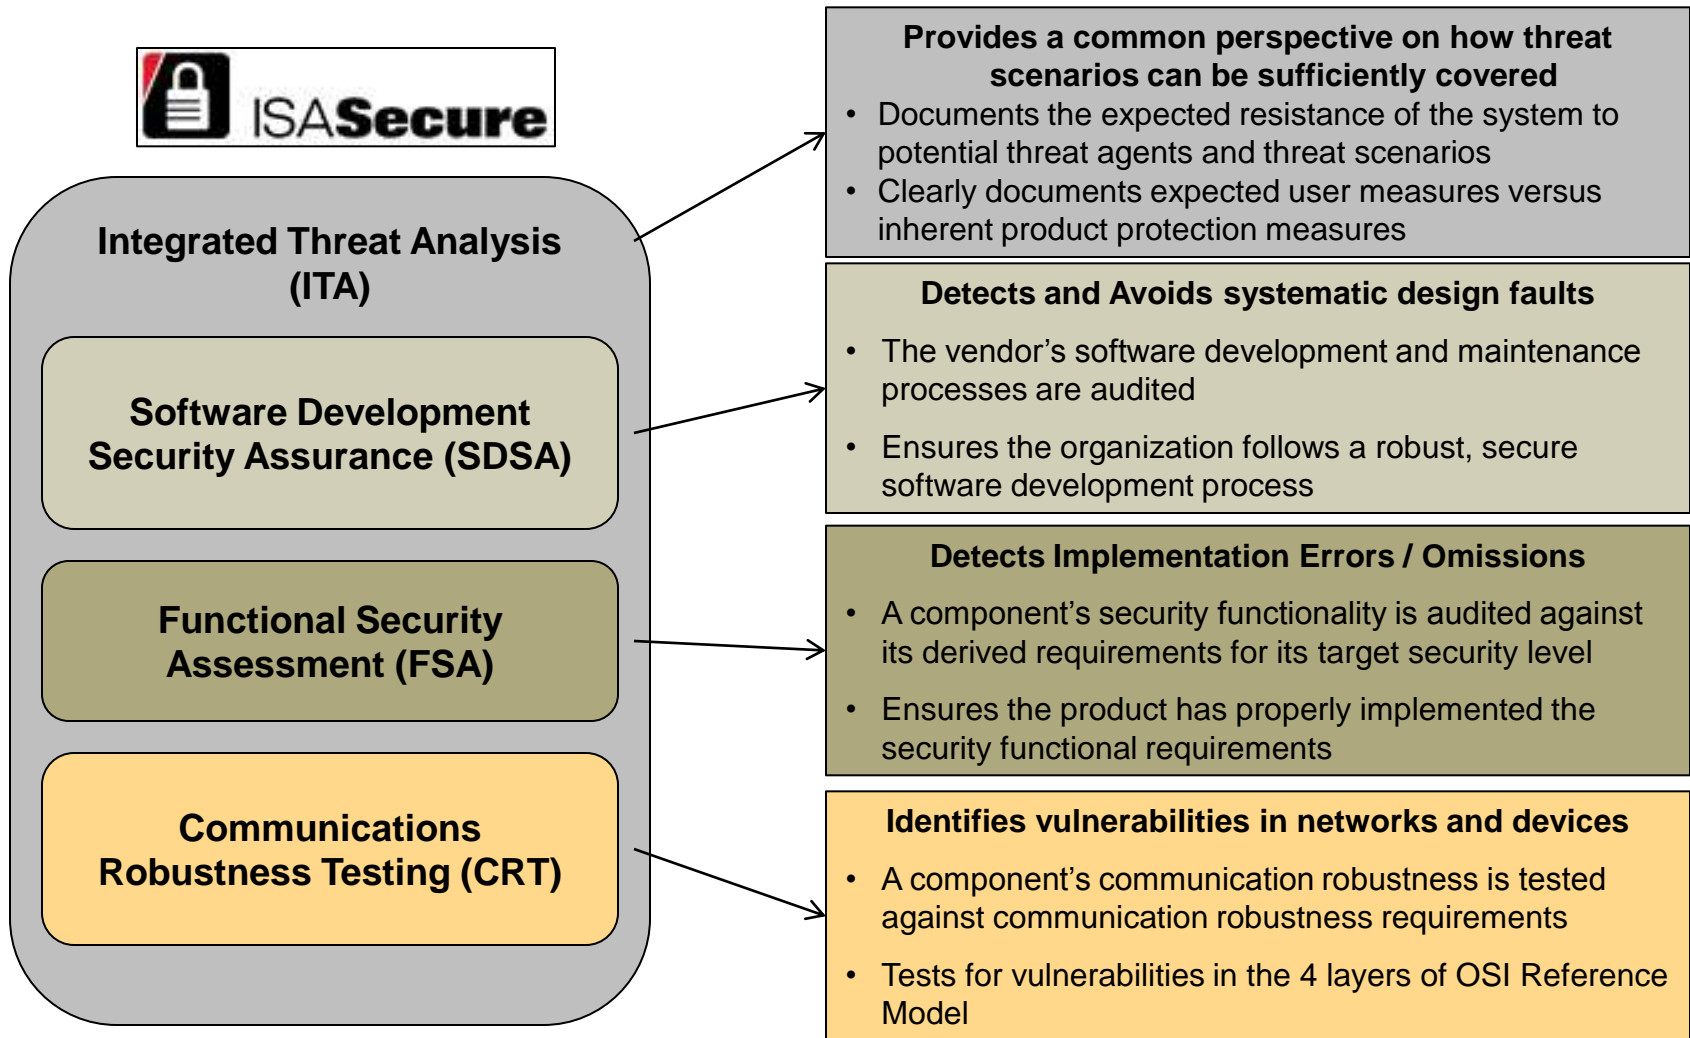 ISASecure
Integrated Threat Analysis
(ITA)
Software Development
Security Assurance (SDSA)
Functional Security
Assessment (FSA)
Communications
Robustness Testing (CRT)
Provides a common perspective on how threat
scenarios can be sufficiently covered
• Documents the expected resistance of the system to
potential threat agents and threat scenarios
• Clearly documents expected user measures versus
inherent product protection measures
Detects and Avoids systematic design faults
• The vendor’s software development and maintenance
processes are audited
• Ensures the organization follows a robust, secure
software development process
Detects Implementation Errors / Omissions
• A component’s security functionality is audited against
its derived requirements for its target security level
• Ensures the product has properly implemented the
security functional requirements
Identifies vulnerabilities in networks and devices
• A component’s communication robustness is tested
against communication robustness requirements
• Tests for vulnerabilities in the 4 layers of OSI Reference
Model